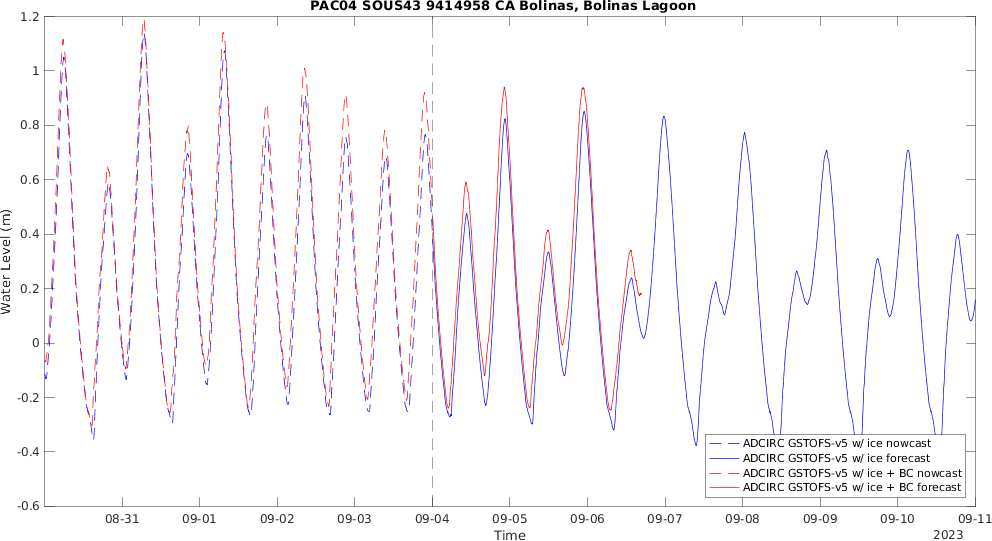 PAC04 SOUS43 9414958 CA Bolinas, Bolinas Lagoon
1.2
1
0.8
0.6
0.4
0.2
0
-0.2
-0.4
-0.6
Water Level (m)
ADCIRC GSTOFS-v5 w/ ice nowcast
ADCIRC GSTOFS-v5 w/ ice forecast
ADCIRC GSTOFS-v5 w/ ice + BC nowcast
ADCIRC GSTOFS-v5 w/ ice + BC forecast
08-31 09-01 09-02 09-03 09-04 09-05 09-06 09-07 09-08 09-09 09-10 09-11
Time
2023